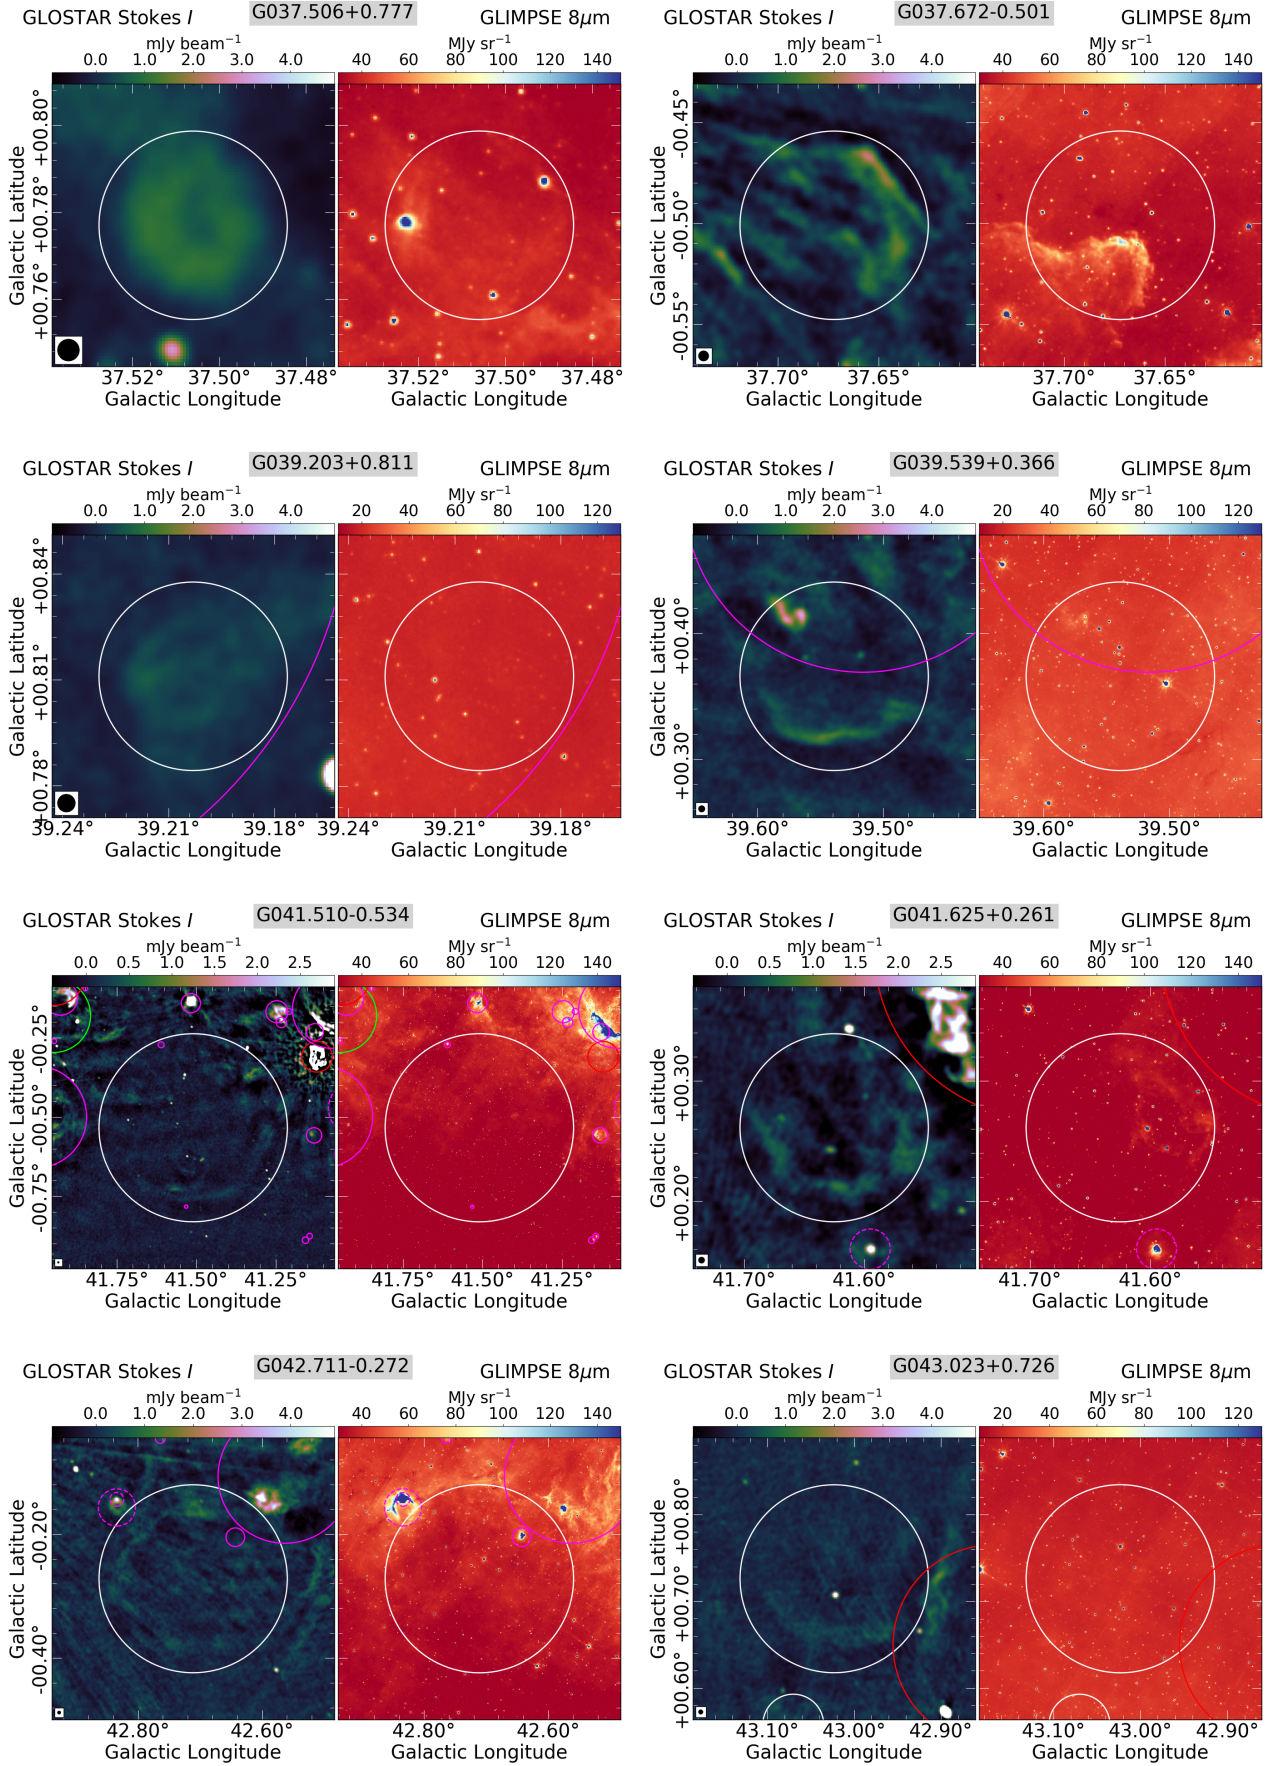 GLOSTAR Stokes I G037.506+0.777 GLIMPSE 8μm
mJy beam⁻¹ MJy sr⁻¹
0.0 1.0 2.0 3.0 4.0 40 60 80 100 120 140
Galactic Latitude
+00.80°
+00.78°
+00.76°
37.52° 37.50° 37.48° 37.52° 37.50° 37.48°
Galactic Longitude Galactic Longitude
GLOSTAR Stokes I G037.672-0.501 GLIMPSE 8μm
mJy beam⁻¹ MJy sr⁻¹
0.0 1.0 2.0 3.0 4.0 40 60 80 100 120 140
Galactic Latitude
-00.45°
-00.50°
-00.55°
37.70° 37.65° 37.70° 37.65°
Galactic Longitude Galactic Longitude
GLOSTAR Stokes I G039.203+0.811 GLIMPSE 8μm
mJy beam⁻¹ MJy sr⁻¹
0.0 1.0 2.0 3.0 4.0 20 40 60 80 100 120
Galactic Latitude
+00.84°
+00.81°
+00.78°
39.24° 39.21° 39.18° 39.24° 39.21° 39.18°
Galactic Longitude Galactic Longitude
GLOSTAR Stokes I G039.539+0.366 GLIMPSE 8μm
mJy beam⁻¹ MJy sr⁻¹
0.0 1.0 2.0 3.0 4.0 20 40 60 80 100 120
Galactic Latitude
+00.40°
+00.30°
39.60° 39.50° 39.60° 39.50°
Galactic Longitude Galactic Longitude
GLOSTAR Stokes I G041.510-0.534 GLIMPSE 8μm
mJy beam⁻¹ MJy sr⁻¹
0.0 0.5 1.0 1.5 2.0 2.5 40 60 80 100 120 140
Galactic Latitude
-00.25°
-00.50°
-00.75°
41.75° 41.50° 41.25° 41.75° 41.50° 41.25°
Galactic Longitude Galactic Longitude
GLOSTAR Stokes I G041.625+0.261 GLIMPSE 8μm
mJy beam⁻¹ MJy sr⁻¹
0.0 0.5 1.0 1.5 2.0 2.5 40 60 80 100 120 140
Galactic Latitude
+00.30°
+00.20°
41.70° 41.60° 41.70° 41.60°
Galactic Longitude Galactic Longitude
GLOSTAR Stokes I G042.711-0.272 GLIMPSE 8μm
mJy beam⁻¹ MJy sr⁻¹
0.0 1.0 2.0 3.0 4.0 40 60 80 100 120 140
Galactic Latitude
-00.20°
-00.40°
42.80° 42.60° 42.80° 42.60°
Galactic Longitude Galactic Longitude
GLOSTAR Stokes I G043.023+0.726 GLIMPSE 8μm
mJy beam⁻¹ MJy sr⁻¹
0.0 1.0 2.0 3.0 4.0 20 40 60 80 100 120
Galactic Latitude
+00.80°
+00.70°
+00.60°
43.10° 43.00° 42.90° 43.10° 43.00° 42.90°
Galactic Longitude Galactic Longitude